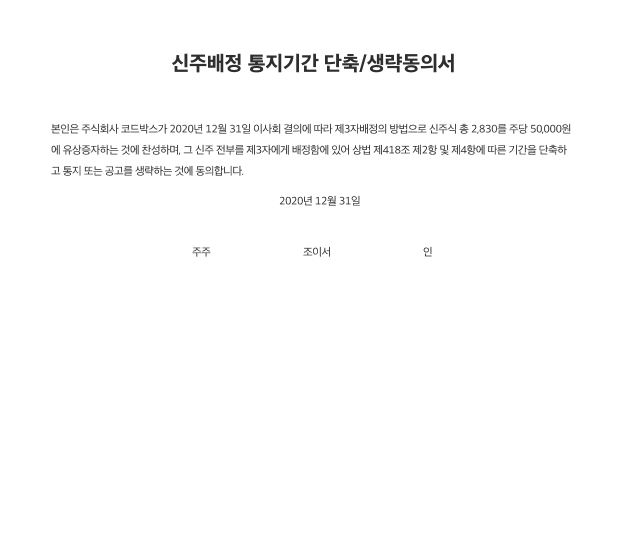 신주배정 통지기간 단축/생략동의서
본인은 주식회사 코드박스가 2020년 12월 31일 이사회 결의에 따라 제3자배정의 방법으로 신주식 총 2,830를 주당 50,000원
에 유상증자하는 것에 찬성하며, 그 신주 전부를 제3자에게 배정함에 있어 상법 제418조 제2항 및 제4항에 따른 기간을 단축하
고 통지 또는 공고를 생략하는 것에 동의합니다.
2020년 12월 31일
주주 조이서 인